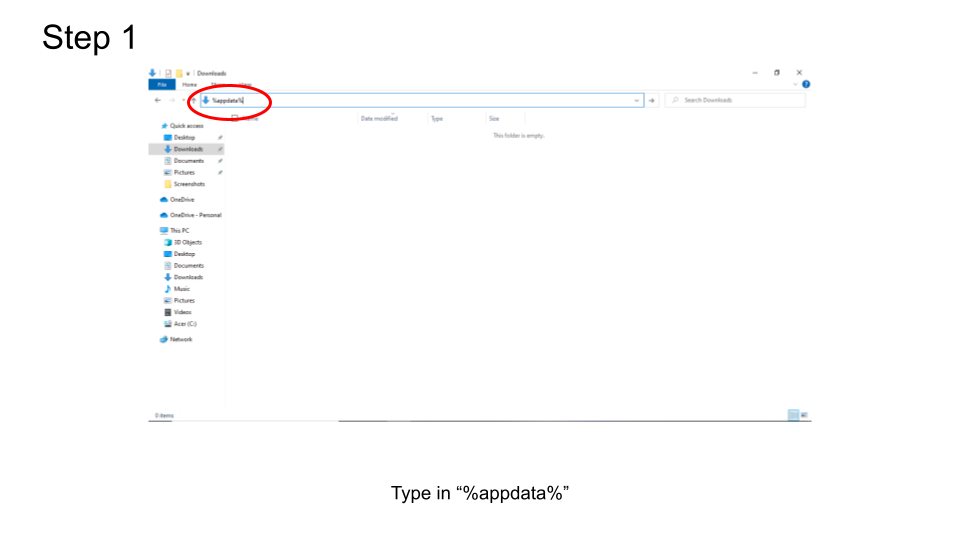 Step 1
Downloads
File Home Share View
%appdata%
Search Downloads
Name Date modified Type Size
This folder is empty.
Quick access
Desktop
Downloads
Documents
Pictures
Screenshots
OneDrive
OneDrive - Personal
This PC
3D Objects
Desktop
Documents
Downloads
Music
Pictures
Videos
Acer (C:)
Network
0 items
Type in “%appdata%”